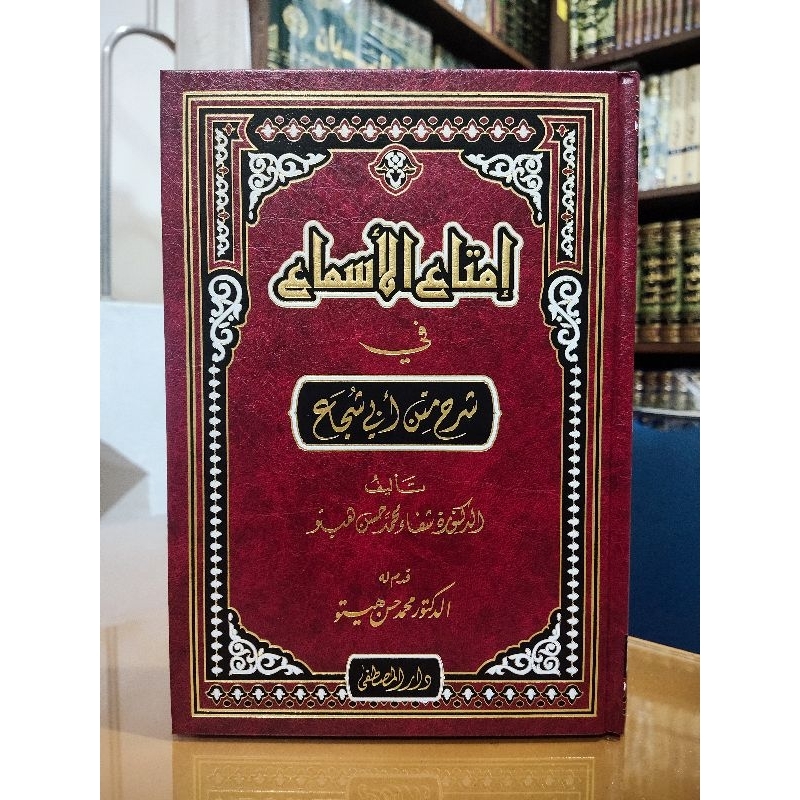 إمتاع الأسماع
في
شرح متن أبي شجاع
تأليف
الدكتورة شفاء محمد حسن هيتو
قدم له
الدكتور محمد حسن هيتو
دار المصطفى